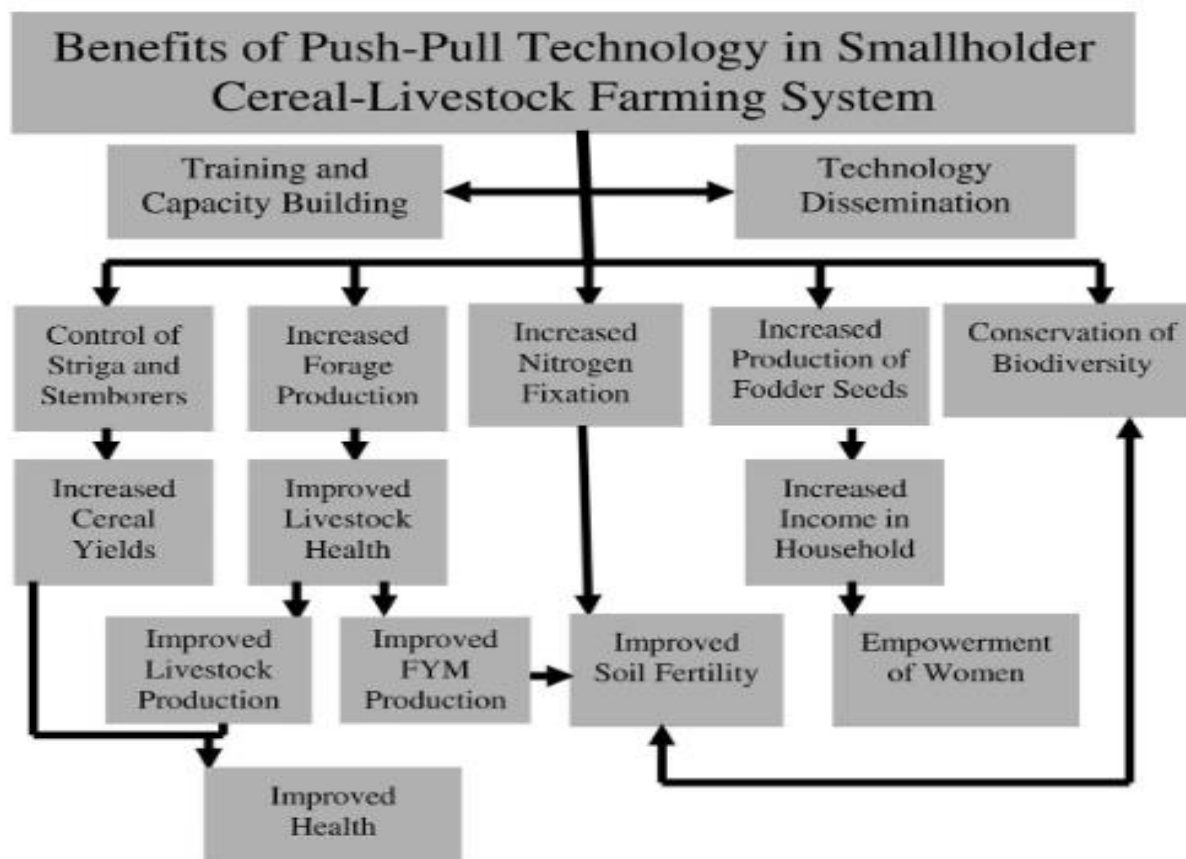 Benefits of Push-Pull Technology in Smallholder
Cereal-Livestock Farming System
Training and
Capacity Building
Technology
Dissemination
Control of
Striga and
Stemborers
Increased
Forage
Production
Increased
Nitrogen
Fixation
Increased
Production of
Fodder Seeds
Conservation of
Biodiversity
Increased
Cereal
Yields
Improved
Livestock
Health
Increased
Income in
Household
Improved
Livestock
Production
Improved
FYM
Production
Improved
Soil Fertility
Empowerment
of Women
Improved
Health